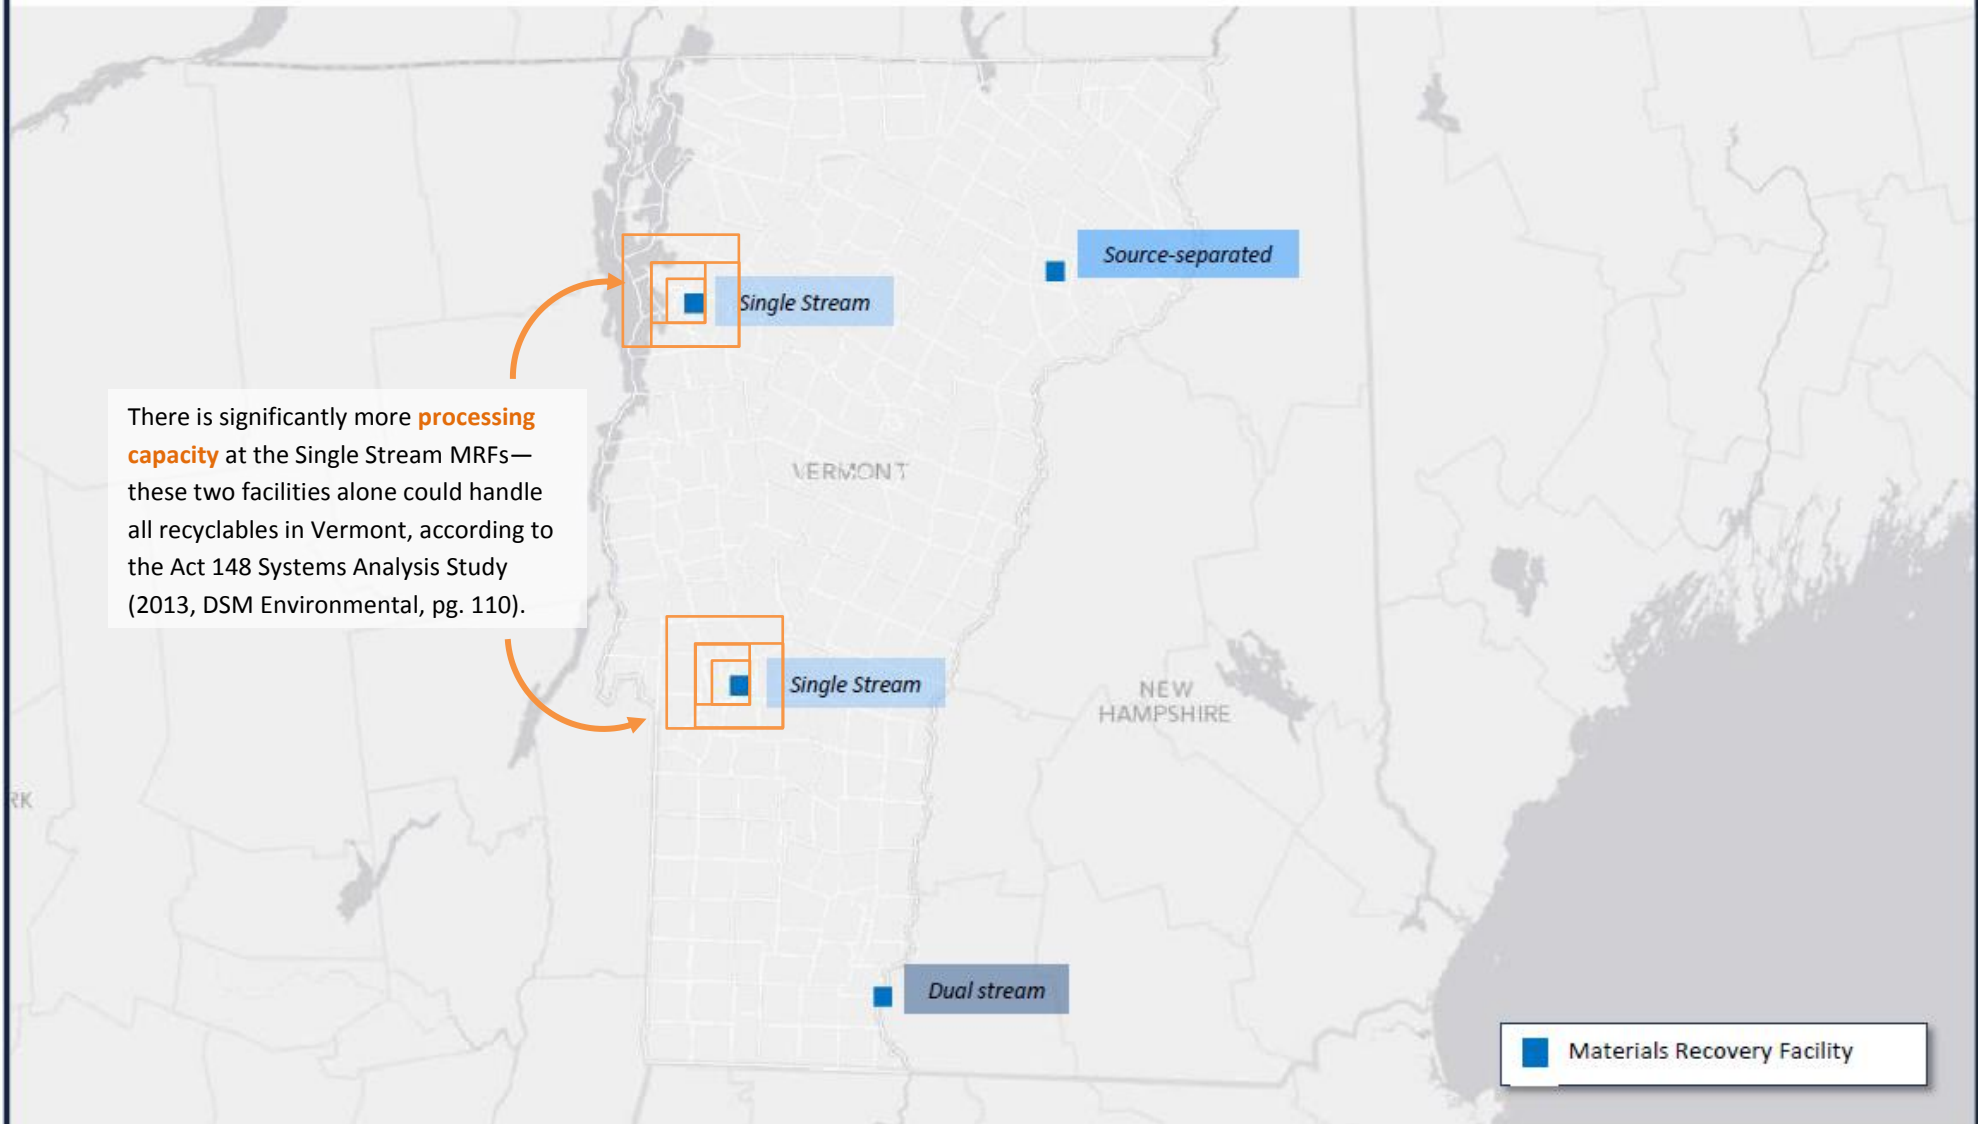 Source-separated
Single Stream
There is significantly more processing
capacity at the Single Stream MRFs—
these two facilities alone could handle
all recyclables in Vermont, according to
the Act 148 Systems Analysis Study
(2013, DSM Environmental, pg. 110).
VERMONT
Single Stream
NEW
HAMPSHIRE
RK
Dual stream
Materials Recovery Facility